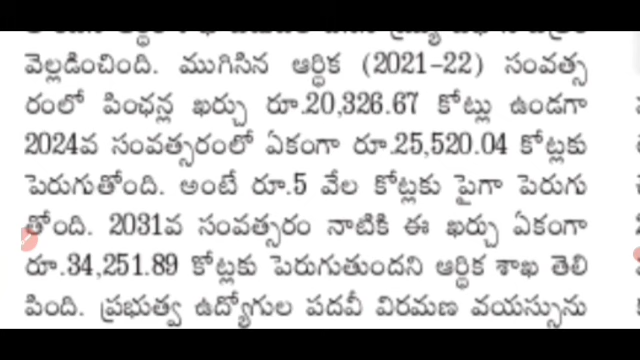 వెల్లడించింది. ముగిసిన ఆర్థిక (2021-22) సంవత్స
రంలో పింఛన్ల ఖర్చు రూ.20,326.67 కోట్లు ఉండగా
2024వ సంవత్సరంలో ఏకంగా రూ.25,520.04 కోట్లకు
పెరుగుతోంది. అంటే రూ.5 వేల కోట్లకు పైగా పెరుగు
తోంది. 2031వ సంవత్సరం నాటికి ఈ ఖర్చు ఏకంగా
రూ.34,251.89 కోట్లకు పెరుగుతుందని ఆర్థిక శాఖ తెలి
పింది. ప్రభుత్వ ఉద్యోగుల పదవీ విరమణ వయస్సును